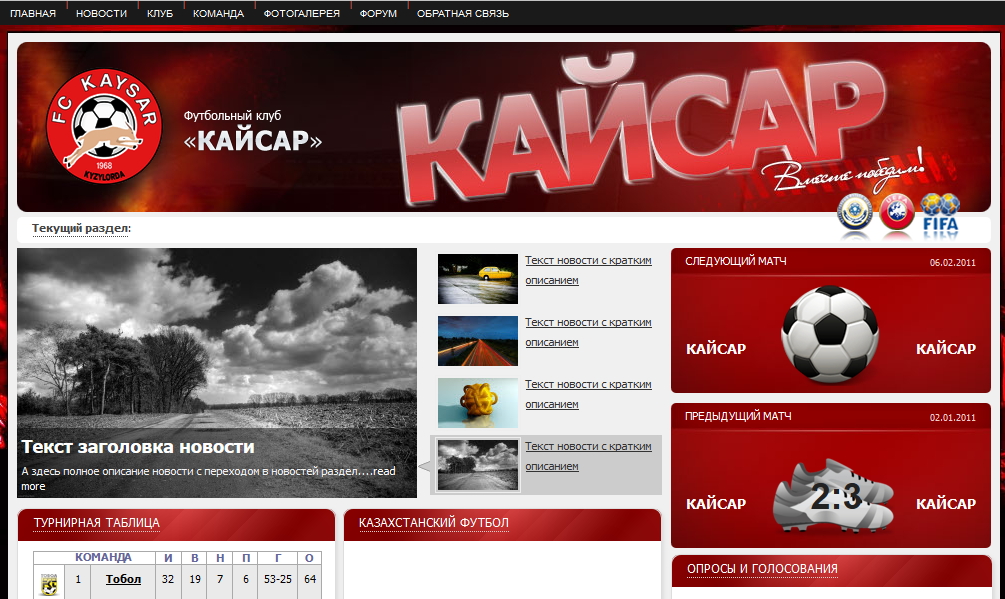 ГЛАВНАЯ НОВОСТИ КЛУБ КОМАНДА ФОТОГАЛЕРЕЯ ФОРУМ ОБРАТНАЯ СВЯЗЬ
FC KAYSAR
1968
KYZYLORDA
Футбольный клуб
«КАЙСАР»
КАЙСАР
Вместе победим!
UEFA
FIFA
Текущий раздел:
Текст новости с кратким
описанием
Текст новости с кратким
описанием
Текст новости с кратким
описанием
Текст новости с кратким
описанием
Текст заголовка новости
А здесь полное описание новости с переходом в новостей раздел....read
more
СЛЕДУЮЩИЙ МАТЧ 06.02.2011
КАЙСАР КАЙСАР
ПРЕДЫДУЩИЙ МАТЧ 02.01.2011
КАЙСАР 2:3 КАЙСАР
ТУРНИРНАЯ ТАБЛИЦА
КОМАНДА И В Н П Г О
1 Тобол 32 19 7 6 53-25 64
КАЗАХСТАНСКИЙ ФУТБОЛ
ОПРОСЫ И ГОЛОСОВАНИЯ